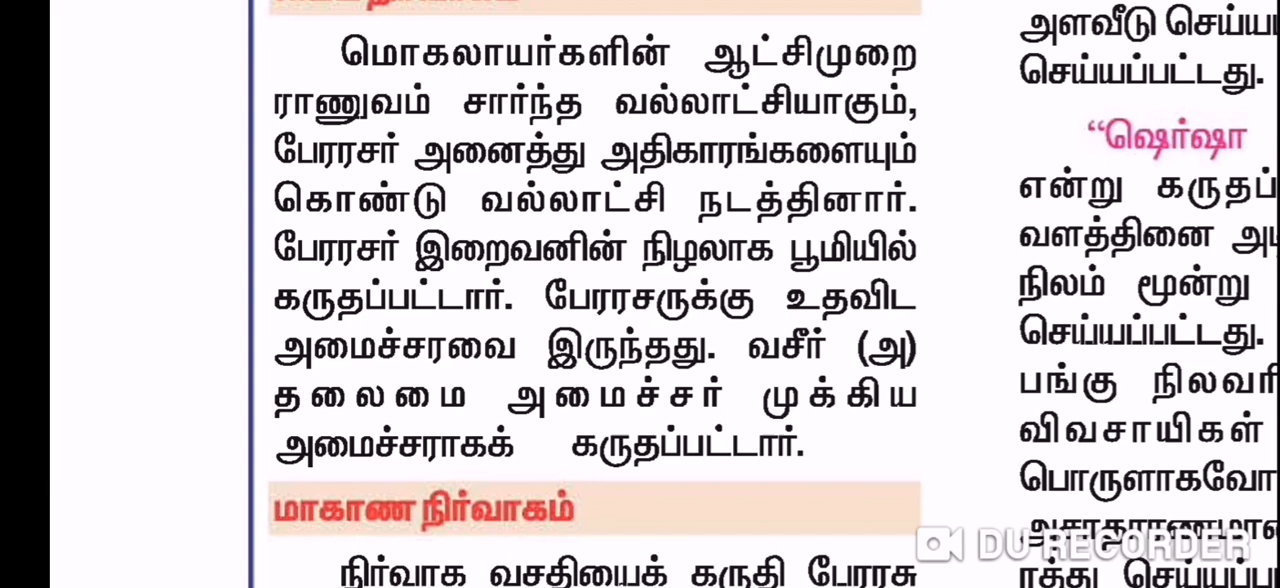 மொகலாயர்களின் ஆட்சிமுறை
ராணுவம் சார்ந்த வல்லாட்சியாகும்,
பேரரசர் அனைத்து அதிகாரங்களையும்
கொண்டு வல்லாட்சி நடத்தினார்.
பேரரசர் இறைவனின் நிழலாக பூமியில்
கருதப்பட்டார். பேரரசருக்கு உதவிட
அமைச்சரவை இருந்தது. வசீர் (அ)
தலைமை அமைச்சர் முக்கிய
அமைச்சராகக் கருதப்பட்டார்.
மாகாண நிர்வாகம்
நிர்வாக வசதியைக் கருதி பேரரசு
அளவீடு
செய்யப்பட்டது.
“ஷெர்ஷா
என்று
வளத்தினை
நிலம் மூன்று
செய்யப்பட்டது.
பங்கு
விவசாயிகள்
பொருளாகவோ
DU RECORDER